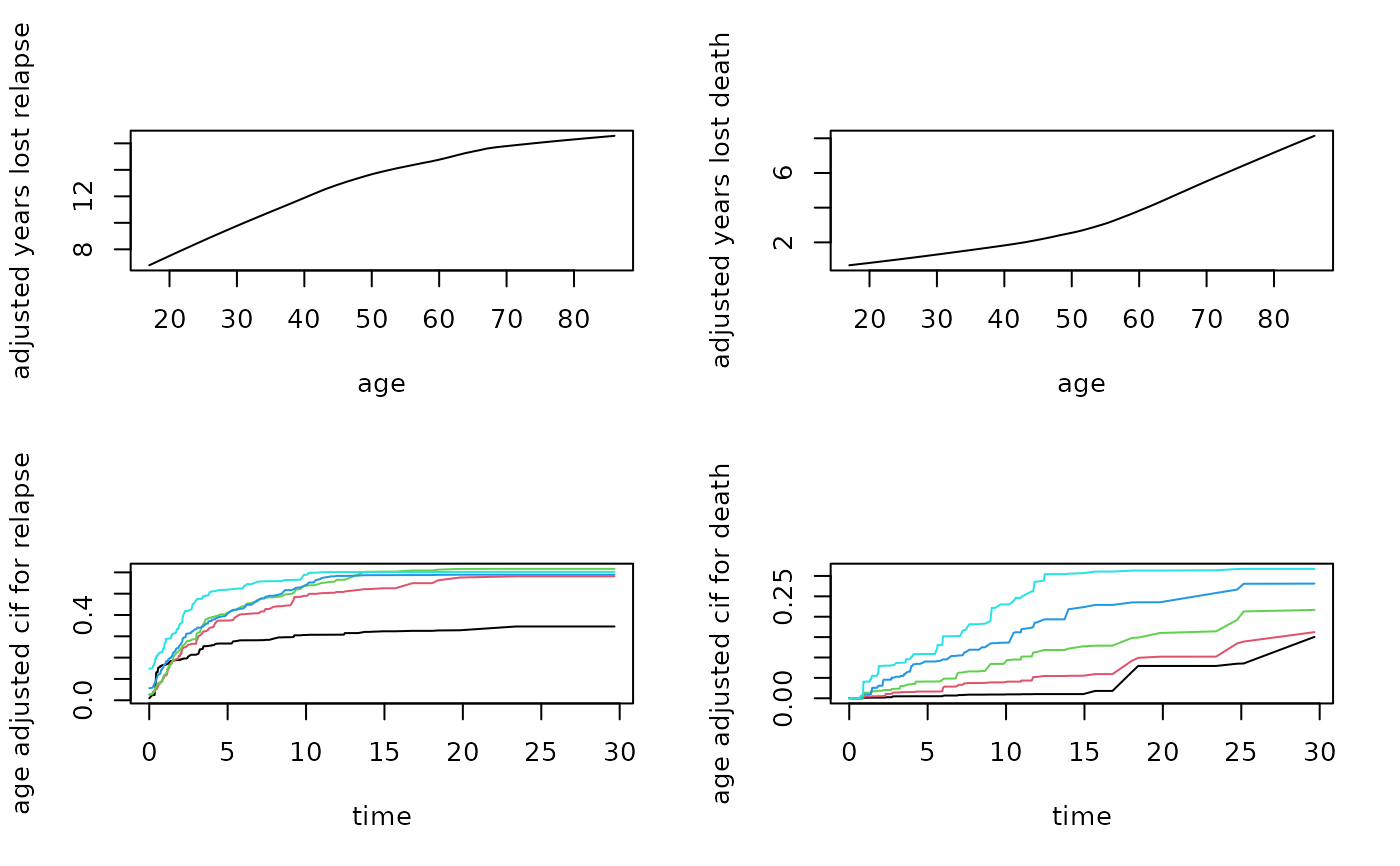 adjusted years lost relapse
8 12
20 30 40 50 60 70 80
age
adjusted years lost death
2 6
20 30 40 50 60 70 80
age
age adjusted cif for relapse
0.0 0.4
0 5 10 15 20 25 30
time
age adjusted cif for death
0.00 0.25
0 5 10 15 20 25 30
time